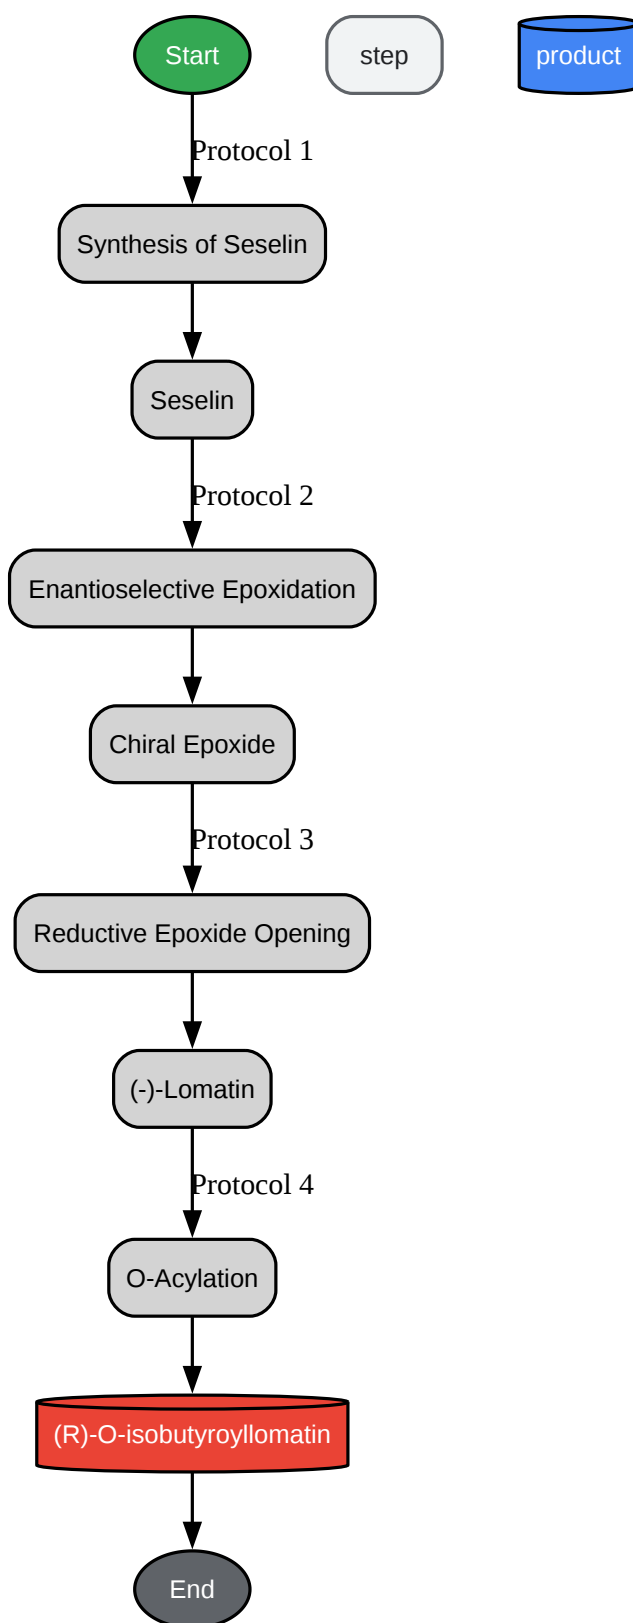 Start
step
product
Protocol 1
Synthesis of Seselin
Seselin
Protocol 2
Enantioselective Epoxidation
Chiral Epoxide
Protocol 3
Reductive Epoxide Opening
(-)-Lomatin
Protocol 4
O-Acylation
(R)-O-isobutyroyllomatin
End